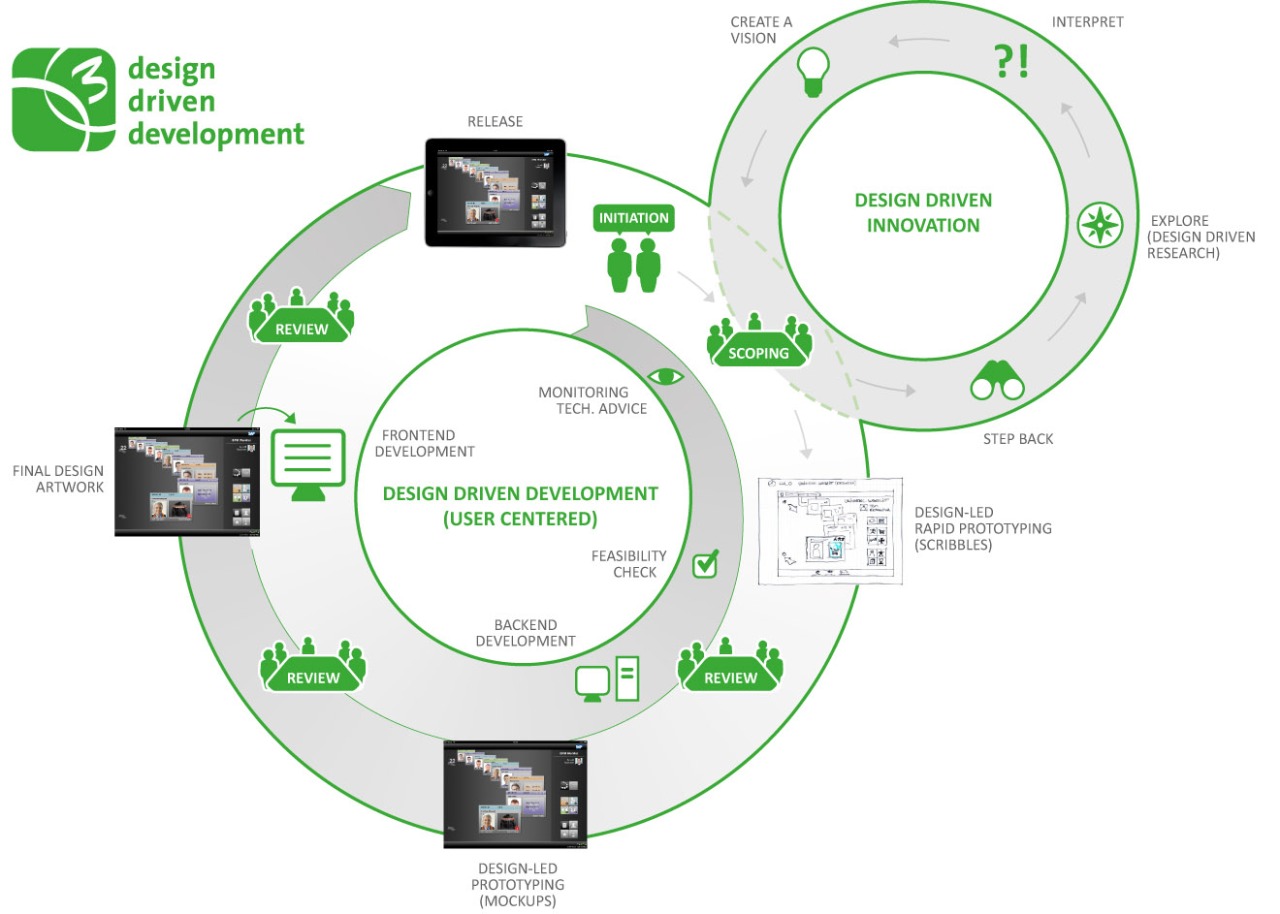 3
design
driven
development
CREATE A
VISION
INTERPRET
?!
RELEASE
INITIATION
DESIGN DRIVEN
INNOVATION
EXPLORE
(DESIGN DRIVEN
RESEARCH)
REVIEW
SCOPING
MONITORING
TECH. ADVICE
STEP BACK
FRONTEND
DEVELOPMENT
FINAL DESIGN
ARTWORK
DESIGN DRIVEN DEVELOPMENT
(USER CENTERED)
DESIGN-LED
RAPID PROTOTYPING
(SCRIBBLES)
FEASIBILITY
CHECK
BACKEND
DEVELOPMENT
REVIEW
REVIEW
DESIGN-LED
PROTOTYPING
(MOCKUPS)